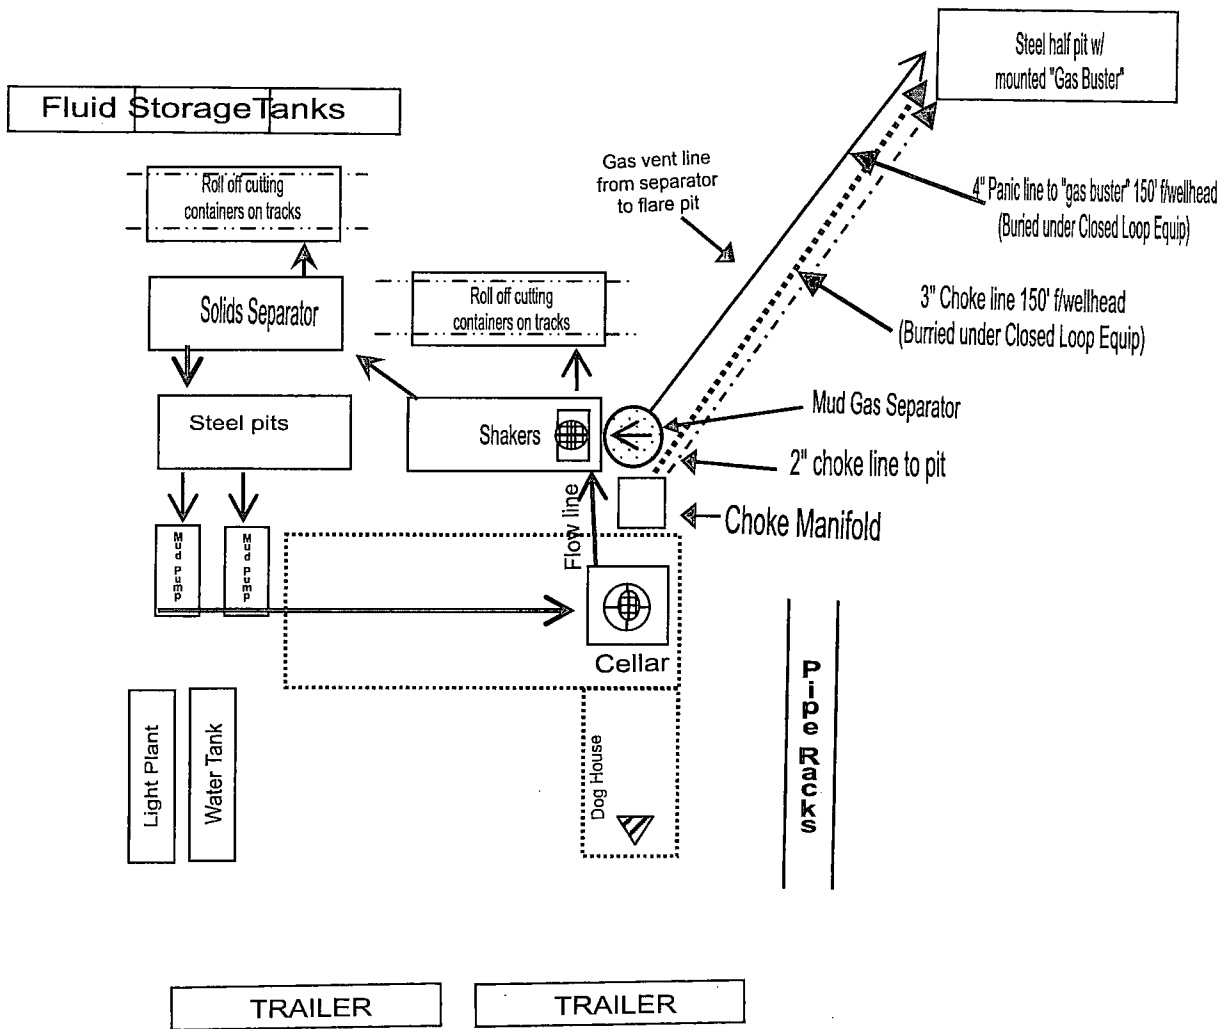 Steel half pit w/
mounted "Gas Buster"
Fluid StorageTanks
Gas vent line
from separator
to flare pit
Roll off cutting
containers on tracks
4" Panic line to "gas buster" 150' f/wellhead
(Buried under Closed Loop Equip)
Solids Separator
Roll off cutting
containers on tracks
3" Choke line 150' f/wellhead
(Burried under Closed Loop Equip)
Steel pits
Shakers
Mud Gas Separator
2" choke line to pit
Flow line
Choke Manifold
Mud Pump
Mud Pump
Cellar
Pipe Racks
Light Plant
Water Tank
Dog House
TRAILER
TRAILER